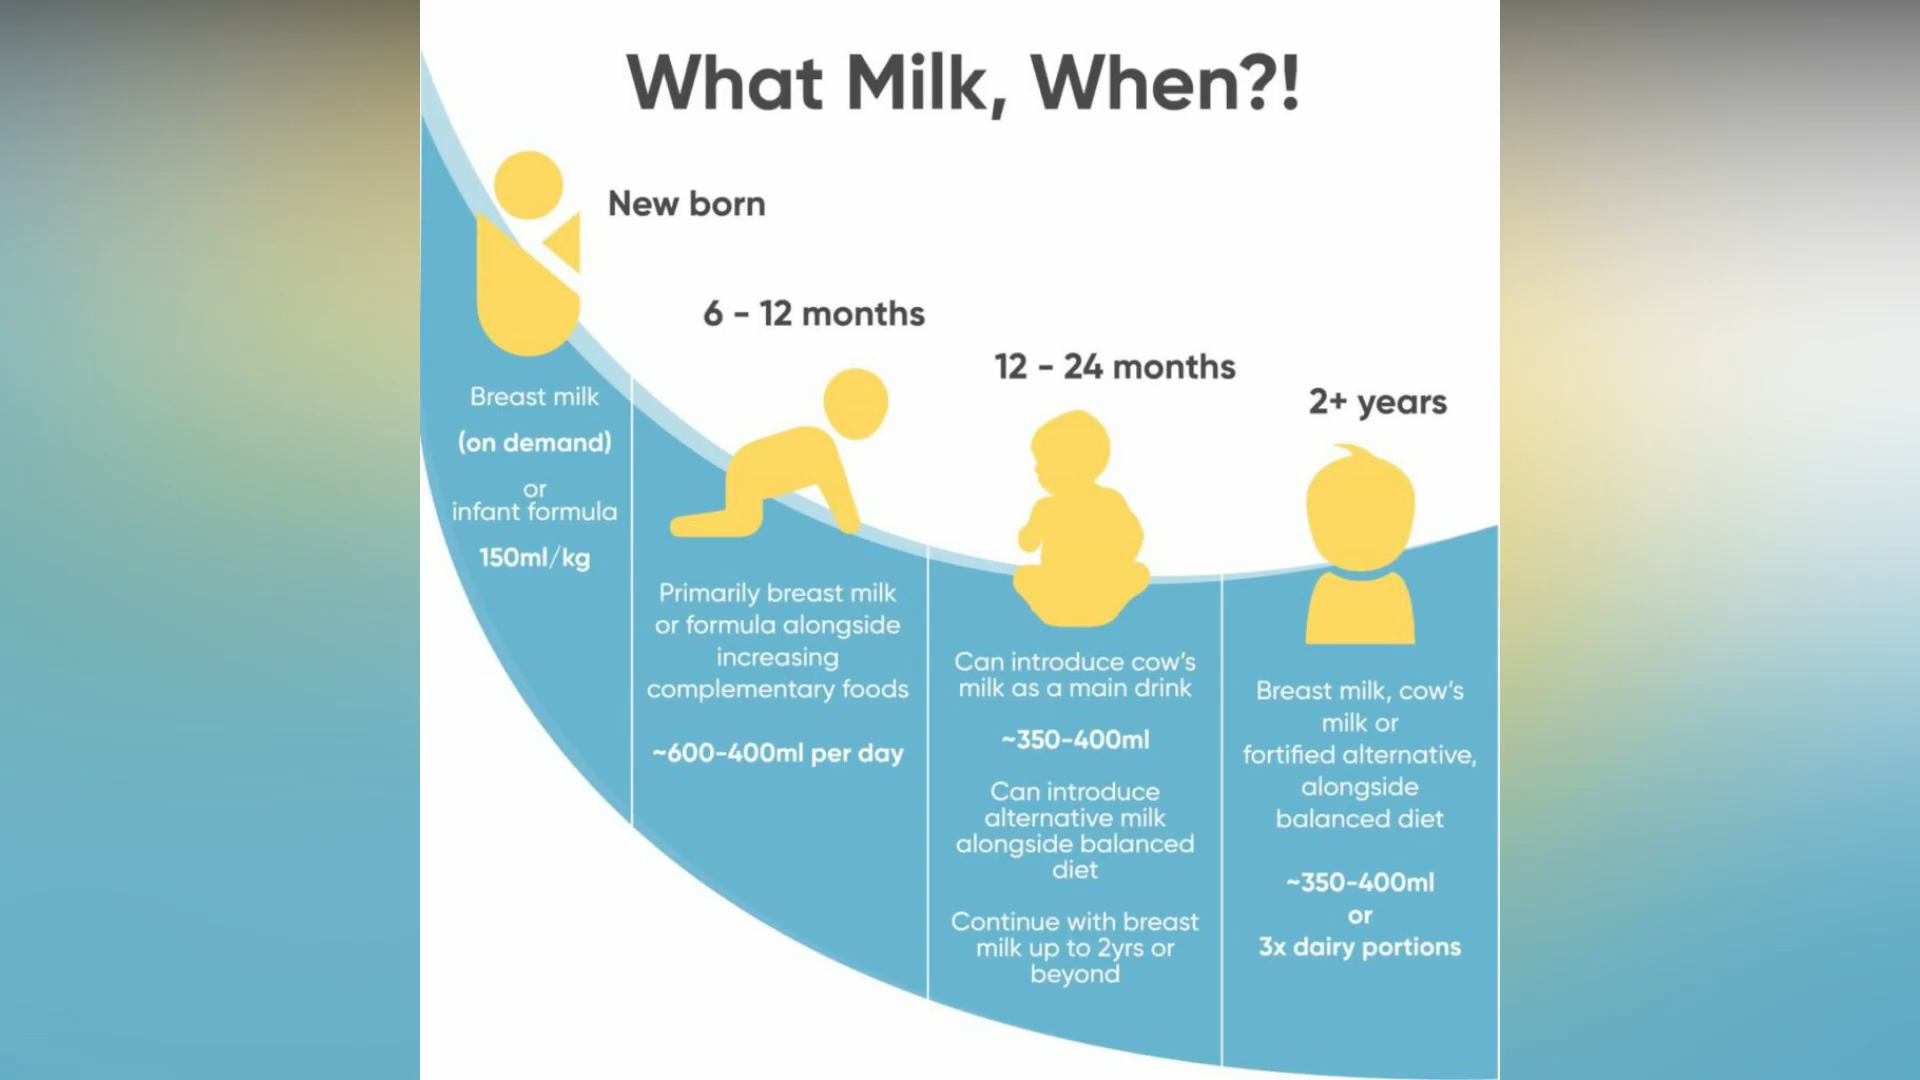 What Milk, When?!
New born
Breast milk
(on demand)
or
infant formula
150ml/kg
6 - 12 months
Primarily breast milk
or formula alongside
increasing
complementary foods
~600-400ml per day
12 - 24 months
Can introduce cow's
milk as a main drink
~350-400ml
Can introduce
alternative milk
alongside balanced
diet
Continue with breast
milk up to 2yrs or
beyond
2+ years
Breast milk, cow's
milk or
fortified alternative,
alongside
balanced diet
~350-400ml
or
3x dairy portions